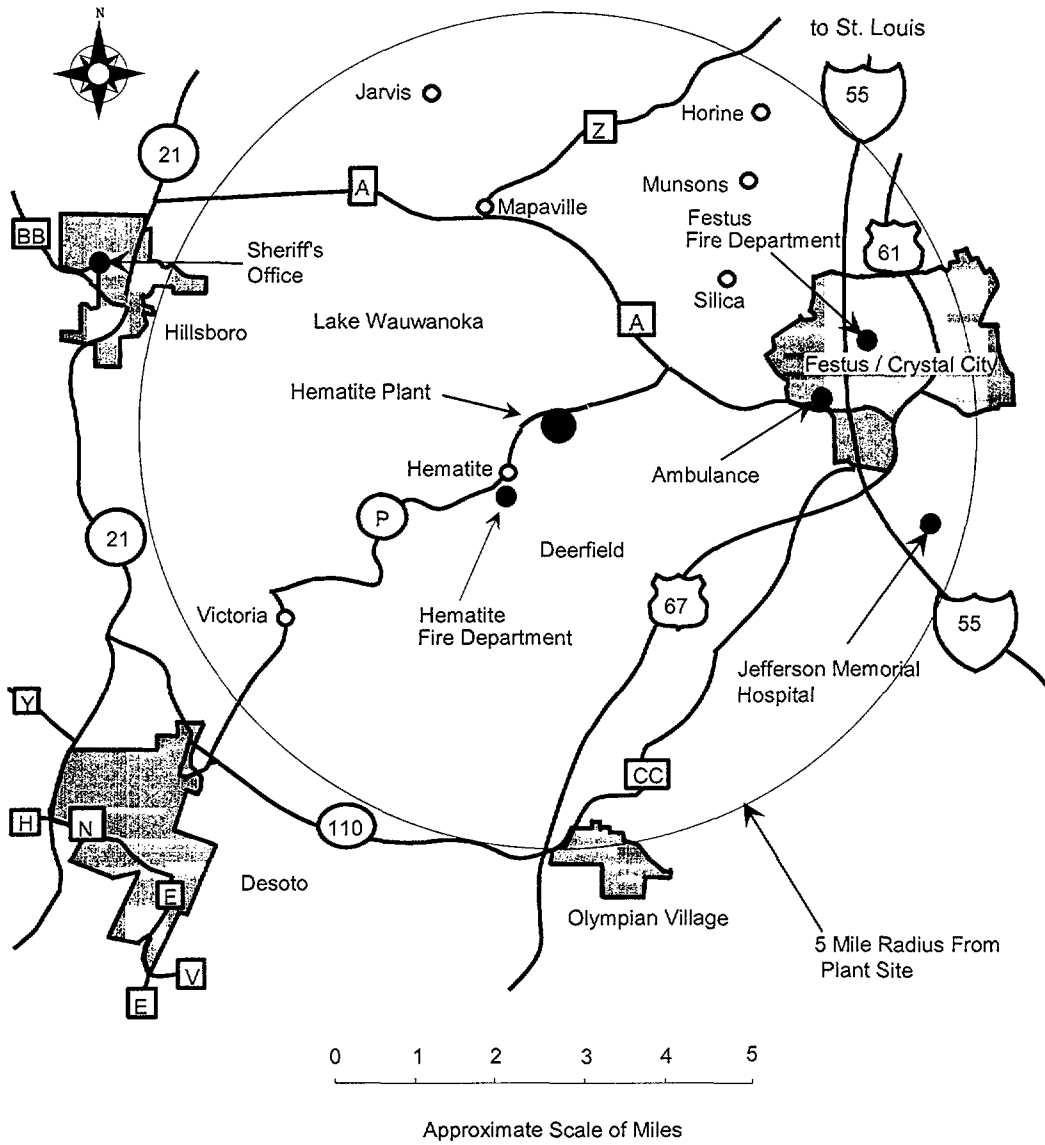 N
to St. Louis
Jarvis
Horine
55
Z
21
A
Munsons
Mapaville
Festus
Fire Department
BB
61
Sheriff's
Office
Silica
Hillsboro
Lake Wauwanoka
A
Festus / Crystal City
Hematite Plant
Hematite
Ambulance
P
21
Deerfield
67
Victoria
Hematite
Fire Department
55
Jefferson Memorial
Hospital
Y
CC
H
N
110
Desoto
E
Olympian Village
5 Mile Radius From
Plant Site
V
E
0 1 2 3 4 5
Approximate Scale of Miles